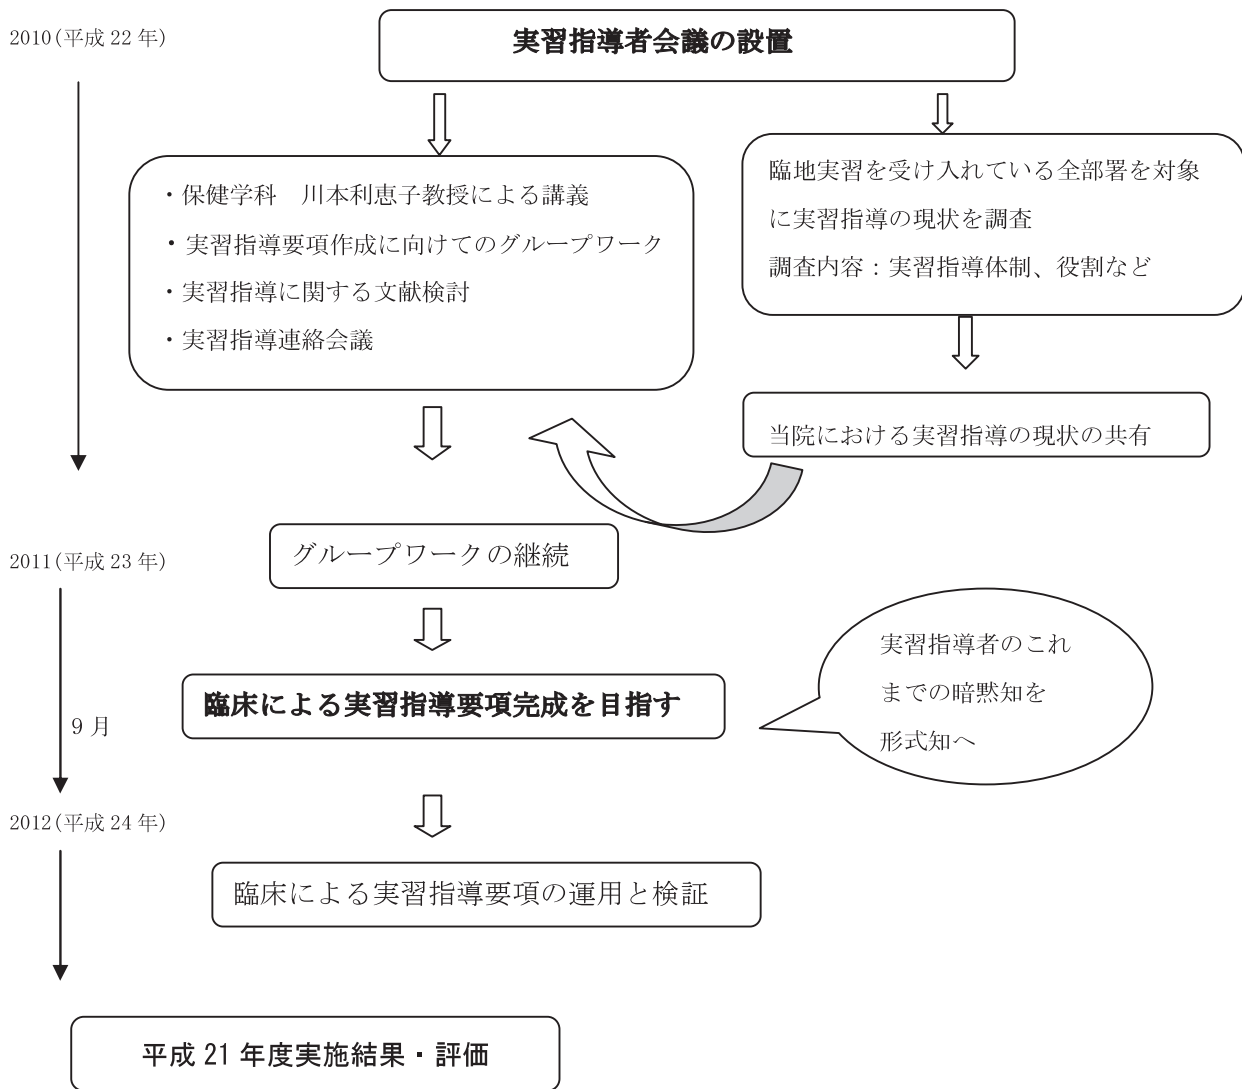 2010(平成 22 年)
実習指導者会議の設置
・保健学科　川本利恵子教授による講義
・実習指導要項作成に向けてのグループワーク
・実習指導に関する文献検討
・実習指導連絡会議
臨地実習を受け入れている全部署を対象
に実習指導の現状を調査
調査内容：実習指導体制、役割など
当院における実習指導の現状の共有
2011(平成 23 年)
グループワークの継続
実習指導者のこれ
までの暗黙知を
形式知へ
臨床による実習指導要項完成を目指す
9 月
2012(平成 24 年)
臨床による実習指導要項の運用と検証
平成 21 年度実施結果・評価